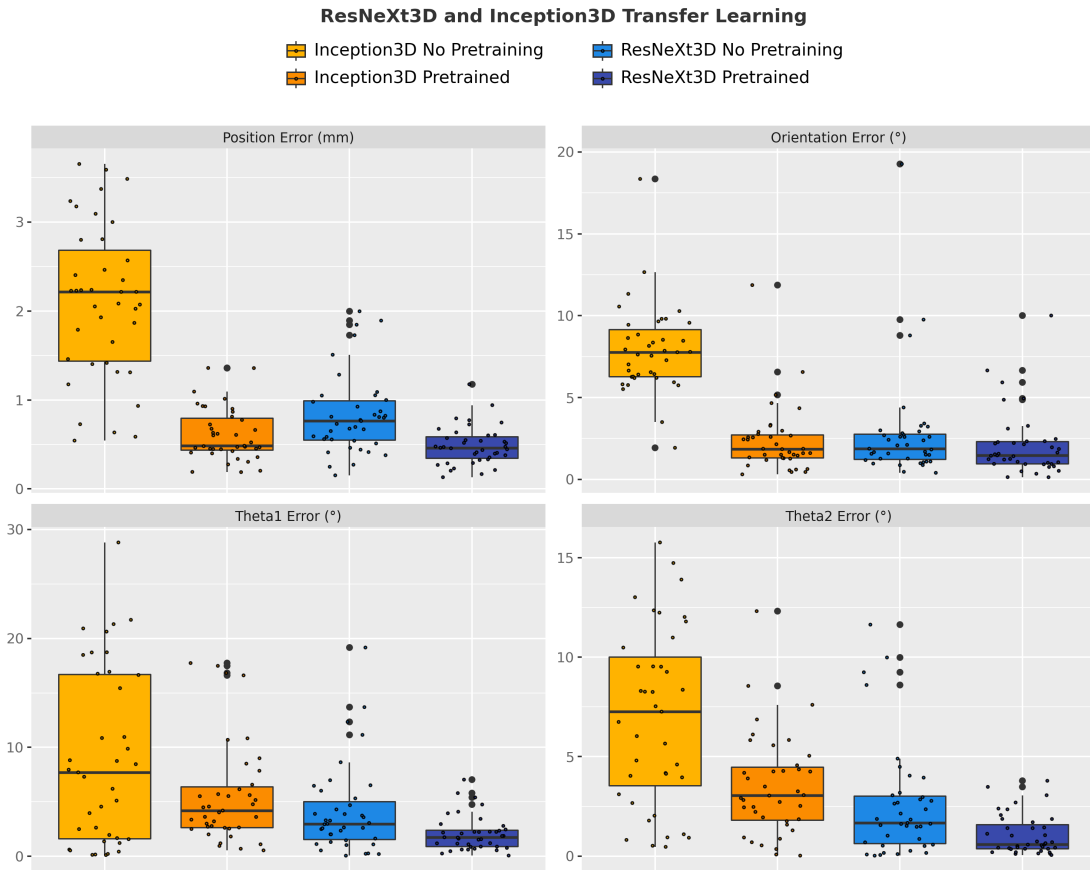 ResNeXt3D and Inception3D Transfer Learning
Inception3D No Pretraining
ResNeXt3D No Pretraining
Inception3D Pretrained
ResNeXt3D Pretrained
Position Error (mm)
Orientation Error (°)
3
2
1
0
20
15
10
5
0
Theta1 Error (°)
Theta2 Error (°)
30
20
10
0
15
10
5
0